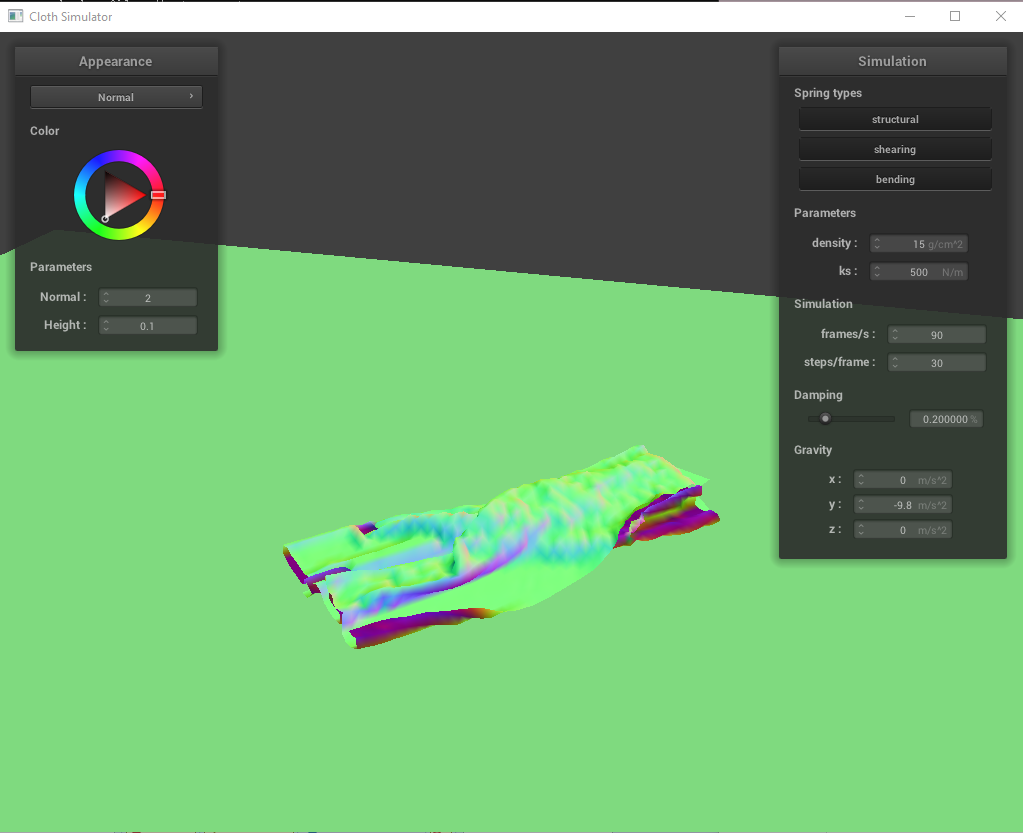 Cloth Simulator
Appearance
Normal
Color
Parameters
Normal :
2
Height :
0.1
Simulation
Spring types
structural
shearing
bending
Parameters
density :
15 g/cm^2
ks :
500 N/m
Simulation
frames/s :
90
steps/frame :
30
Damping
0.200000 %
Gravity
x :
0 m/s^2
y :
-9.8 m/s^2
z :
0 m/s^2